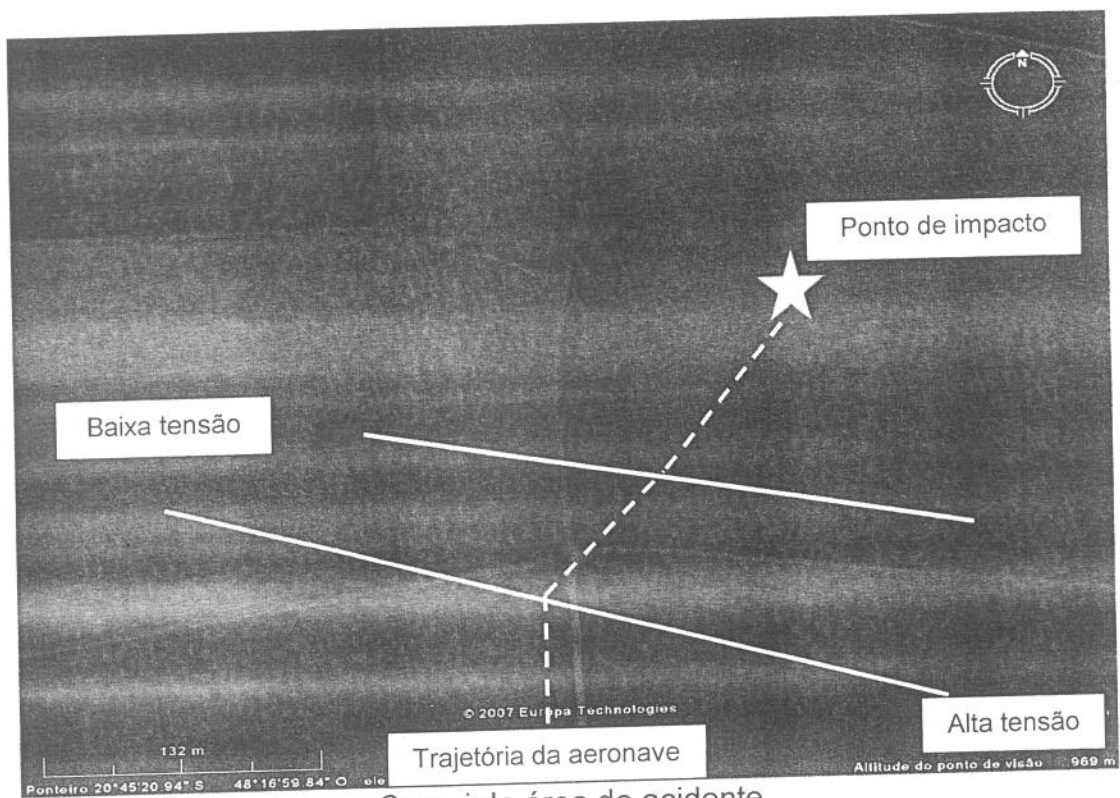 N
Ponto de impacto
Baixa tensão
© 2007 Europa Technologies
Alta tensão
Trajetória da aeronave
132 m
Ponteiro 20°45'20.94" S 48°16'59.84" O ele
Altitude do ponto de visão 969 m